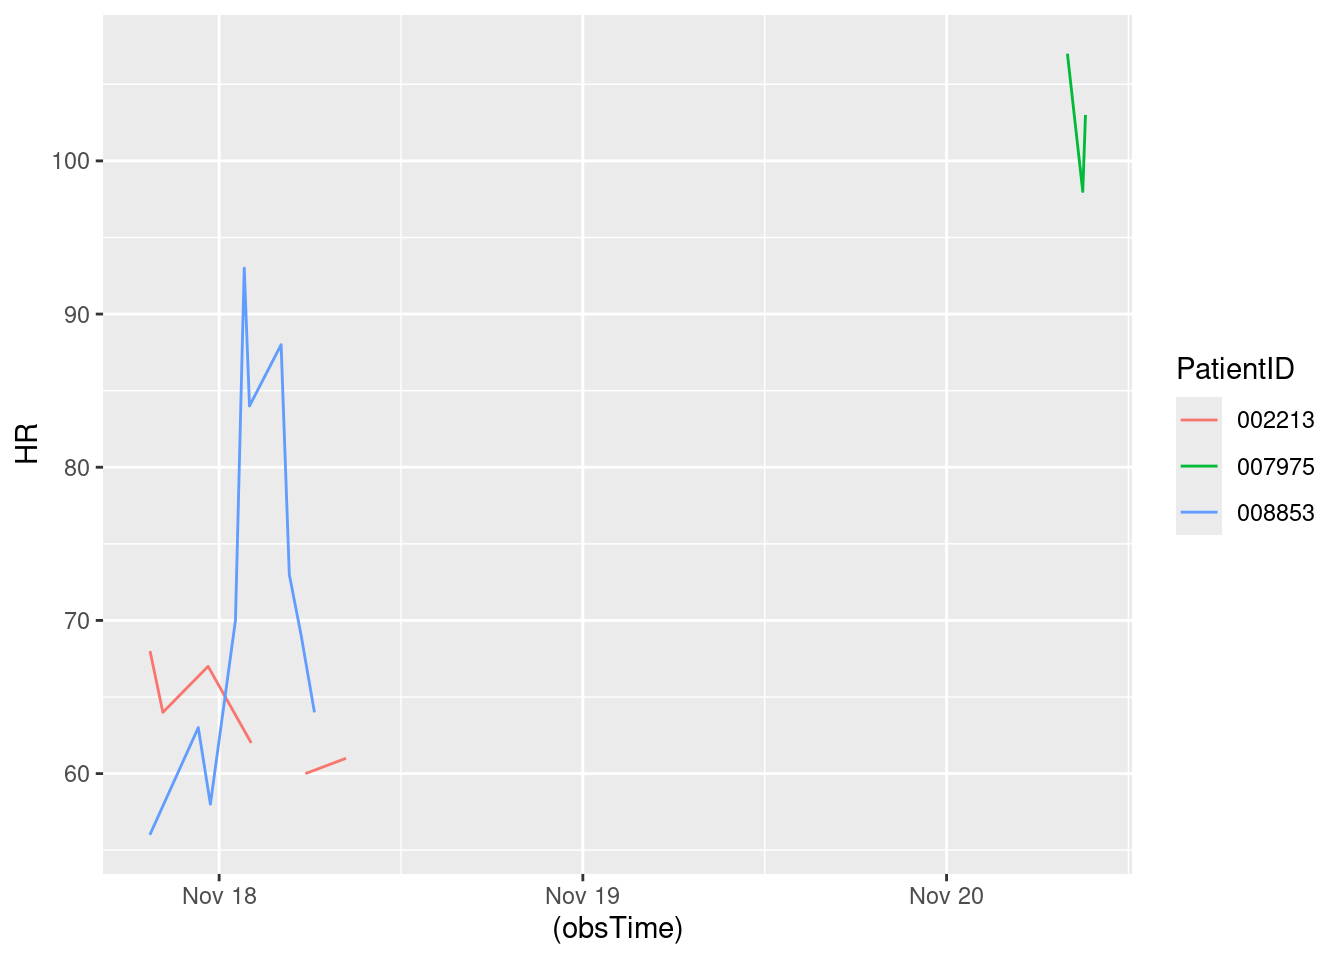 100
90
80
70
60
HR
Nov 18
Nov 19
Nov 20
(obsTime)
PatientID
002213
007975
008853